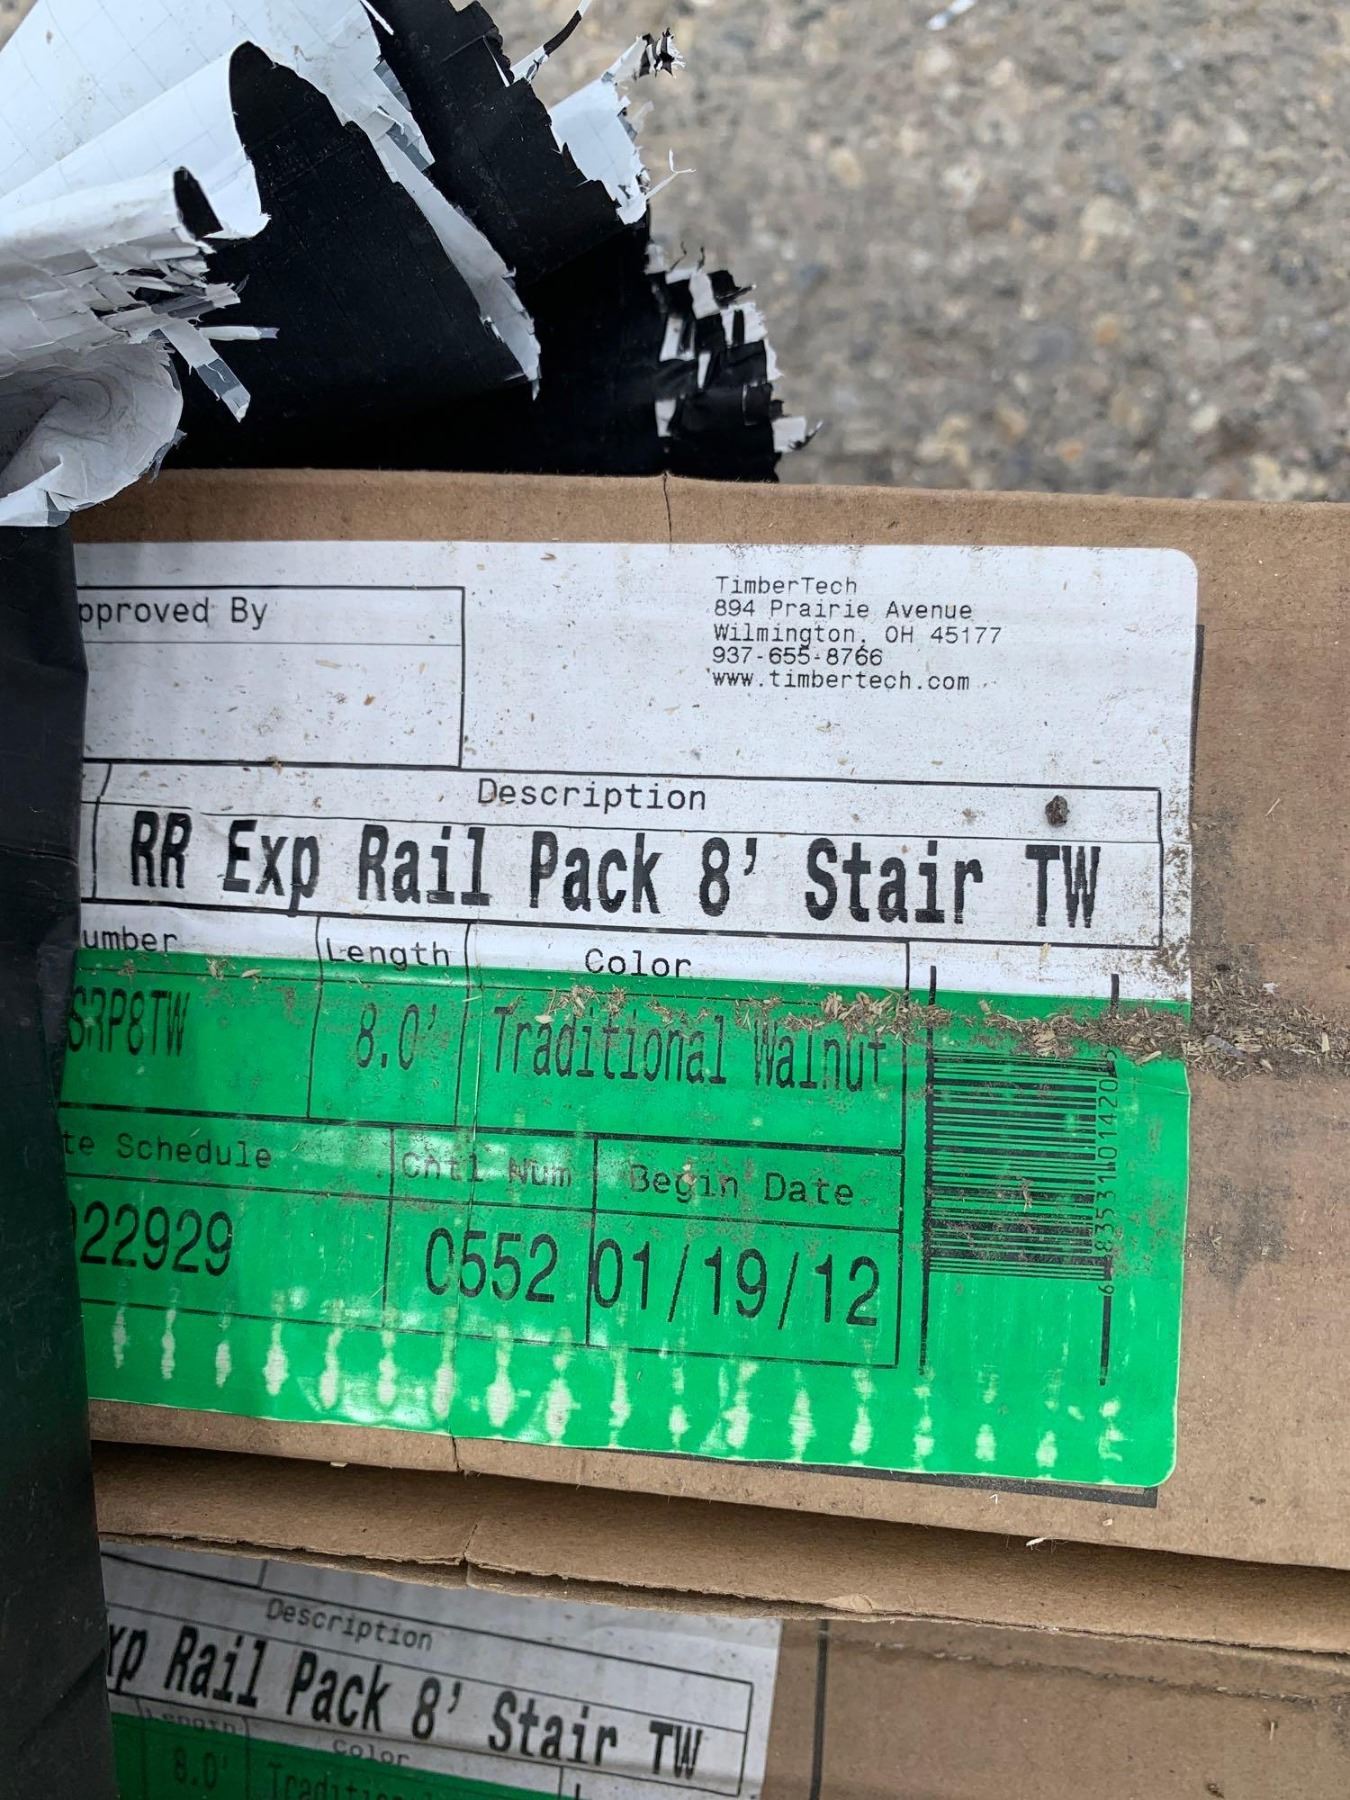 pproved By
TimberTech
894 Prairie Avenue
Wilmington, OH 45177
937-655-8766
www.timbertech.com
Description
RR Exp Rail Pack 8' Stair TW
umber Length Color
SRP8TW 8.0' Traditional Walnut
te Schedule Cntl Num Begin Date
22929 0552 01/19/12
Description
xp Rail Pack 8' Stair TW
Length Color
8.0' Traditio